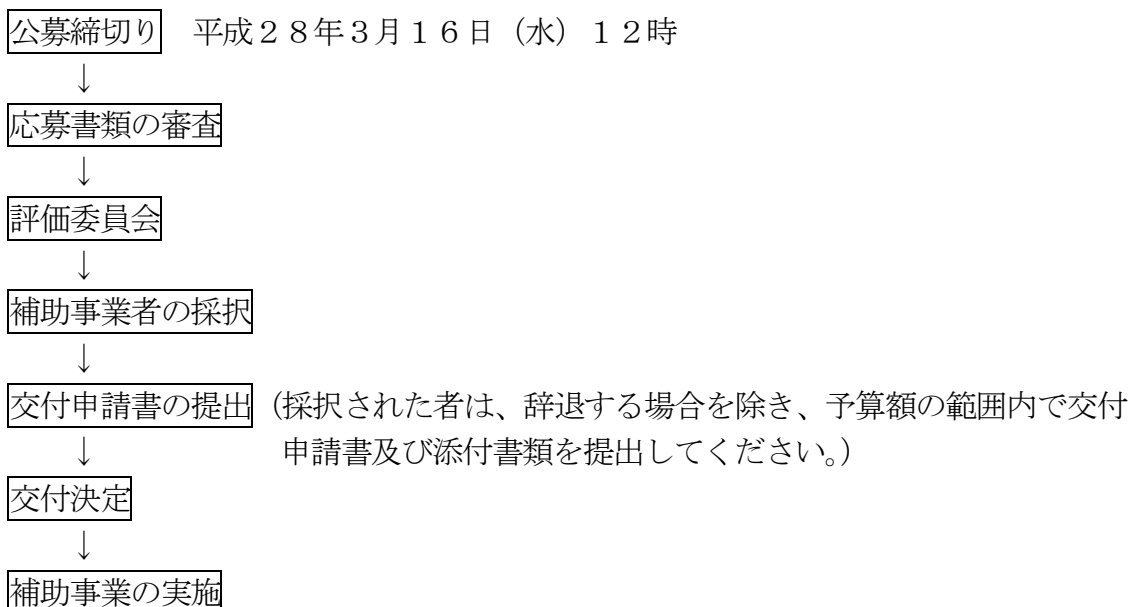 公募締切り　平成２８年３月１６日（水）１２時
↓
応募書類の審査
↓
評価委員会
↓
補助事業者の採択
↓
交付申請書の提出（採択された者は、辞退する場合を除き、予算額の範囲内で交付
↓　申請書及び添付書類を提出してください。）
交付決定
↓
補助事業の実施